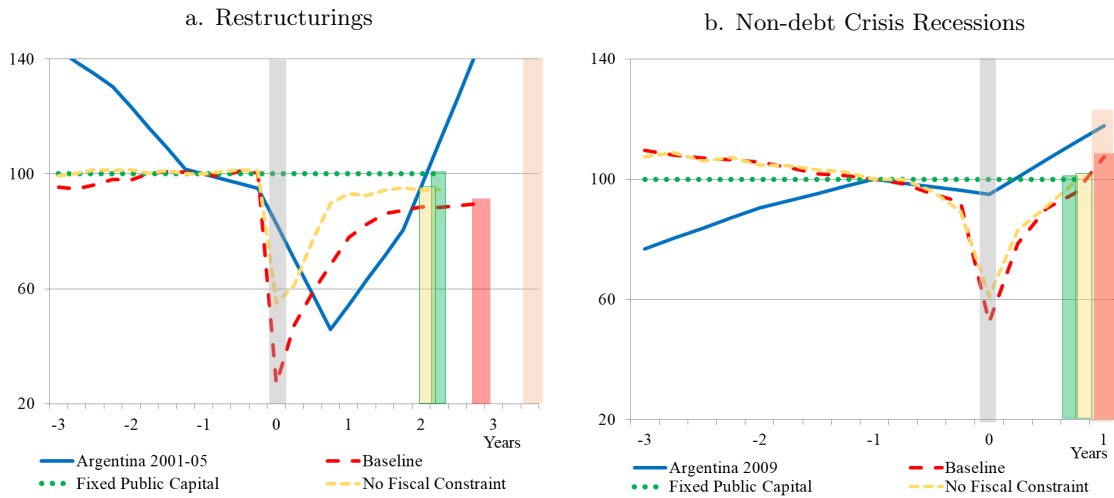 a. Restructurings
140
100
60
20
-3 -2 -1 0 1 2 3
Years
Argentina 2001-05 Baseline
Fixed Public Capital No Fiscal Constraint
b. Non-debt Crisis Recessions
140
100
60
20
-3 -2 -1 0 1
Years
Argentina 2009 Baseline
Fixed Public Capital No Fiscal Constraint